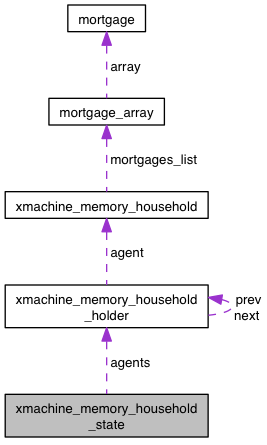 mortgage
array
mortgage_array
mortgages_list
xmachine_memory_household
agent
xmachine_memory_household
_holder
prev
next
agents
xmachine_memory_household
_state